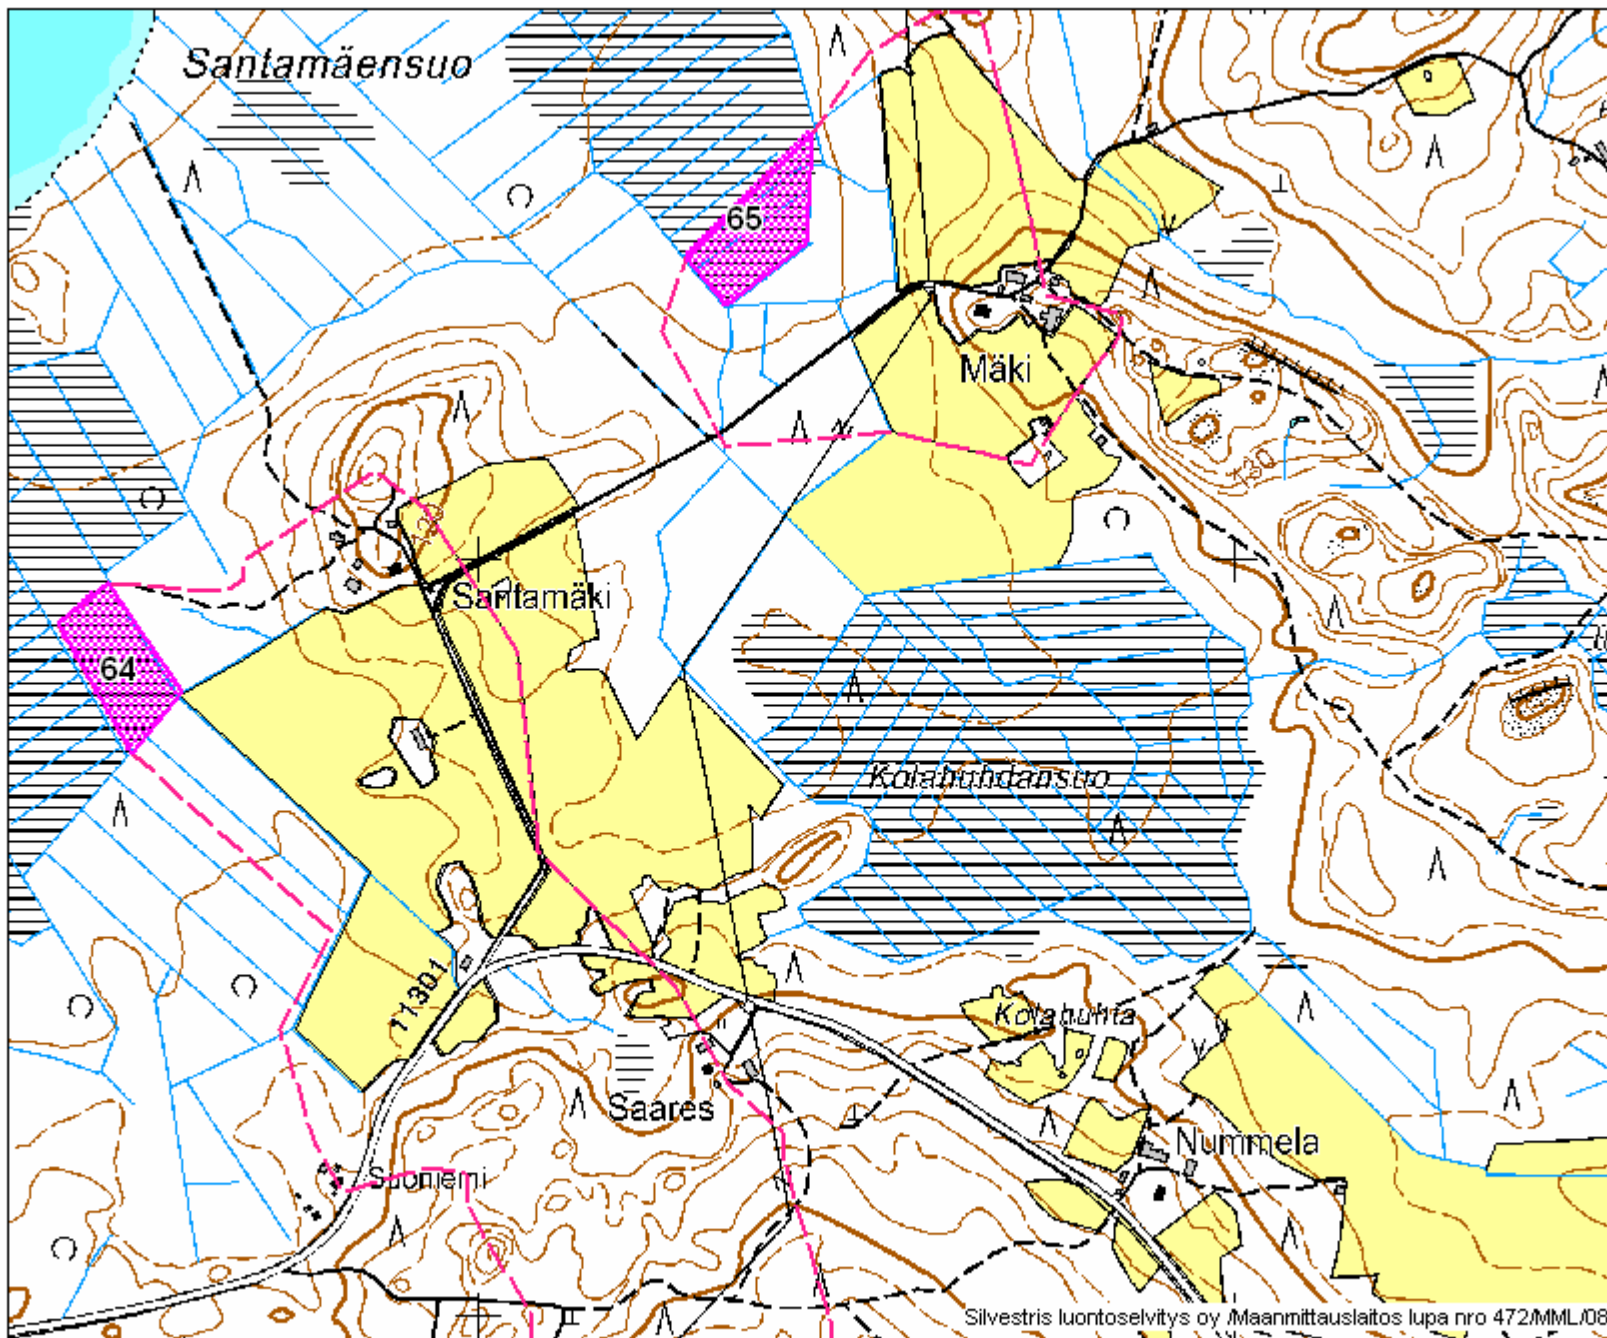 Santamäensuo
65
Mäki
130
Santamäki
64
Kolahuhdansuo
11301
Kolahuhta
Saares
Nummela
Suoniemi
Silvestris luontoselvitys oy /Maanmittauslaitos lupa nro 472/MML/08